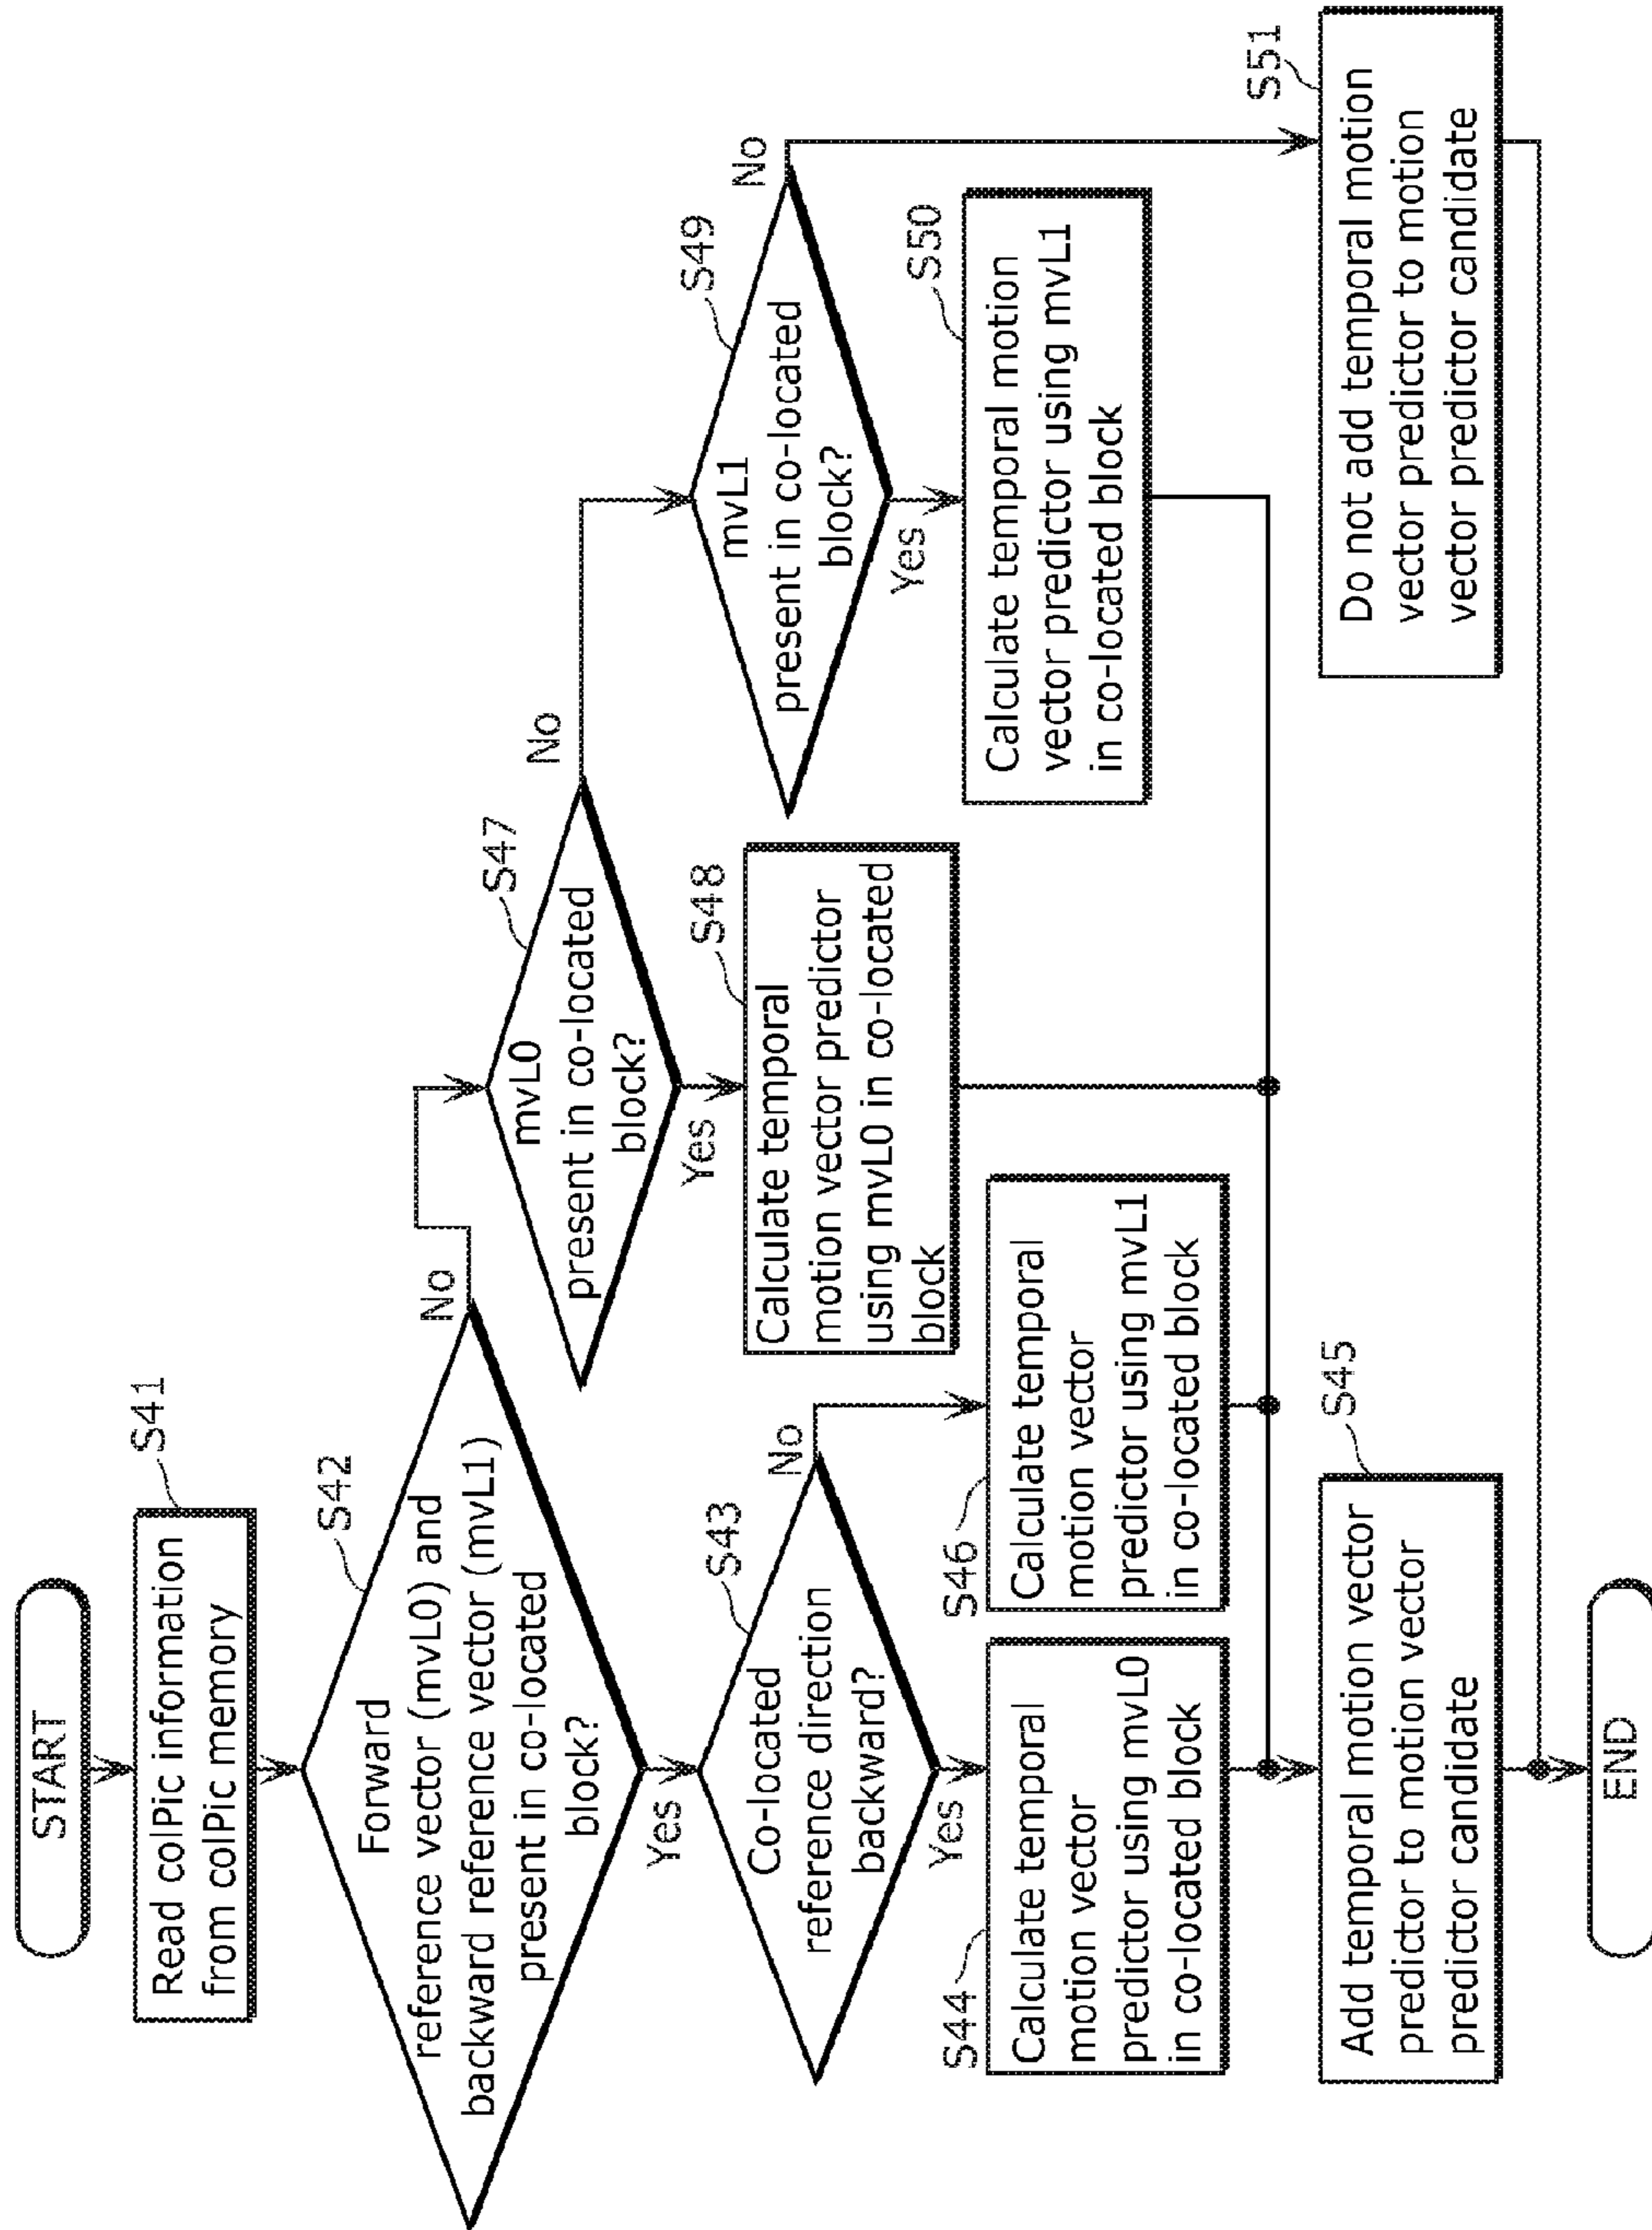 START
S41
Read colPic information
from colPic memory
S42
Forward
reference vector (mvL0) and
backward reference vector (mvL1)
present in co-located
block?
No
Yes
S43
Co-located
reference direction
backward?
No
Yes
S44
Calculate temporal
motion vector
predictor using mvL0
in co-located block
S46
Calculate temporal
motion vector
predictor using mvL1
in co-located block
S47
mvL0
present in co-located
block?
No
Yes
S48
Calculate temporal
motion vector predictor
using mvL0 in co-located
block
S49
mvL1
present in co-located
block?
No
Yes
S50
Calculate temporal motion
vector predictor using mvL1
in co-located block
S45
Add temporal motion vector
predictor to motion vector
predictor candidate
S51
Do not add temporal motion
vector predictor to motion
vector predictor candidate
END